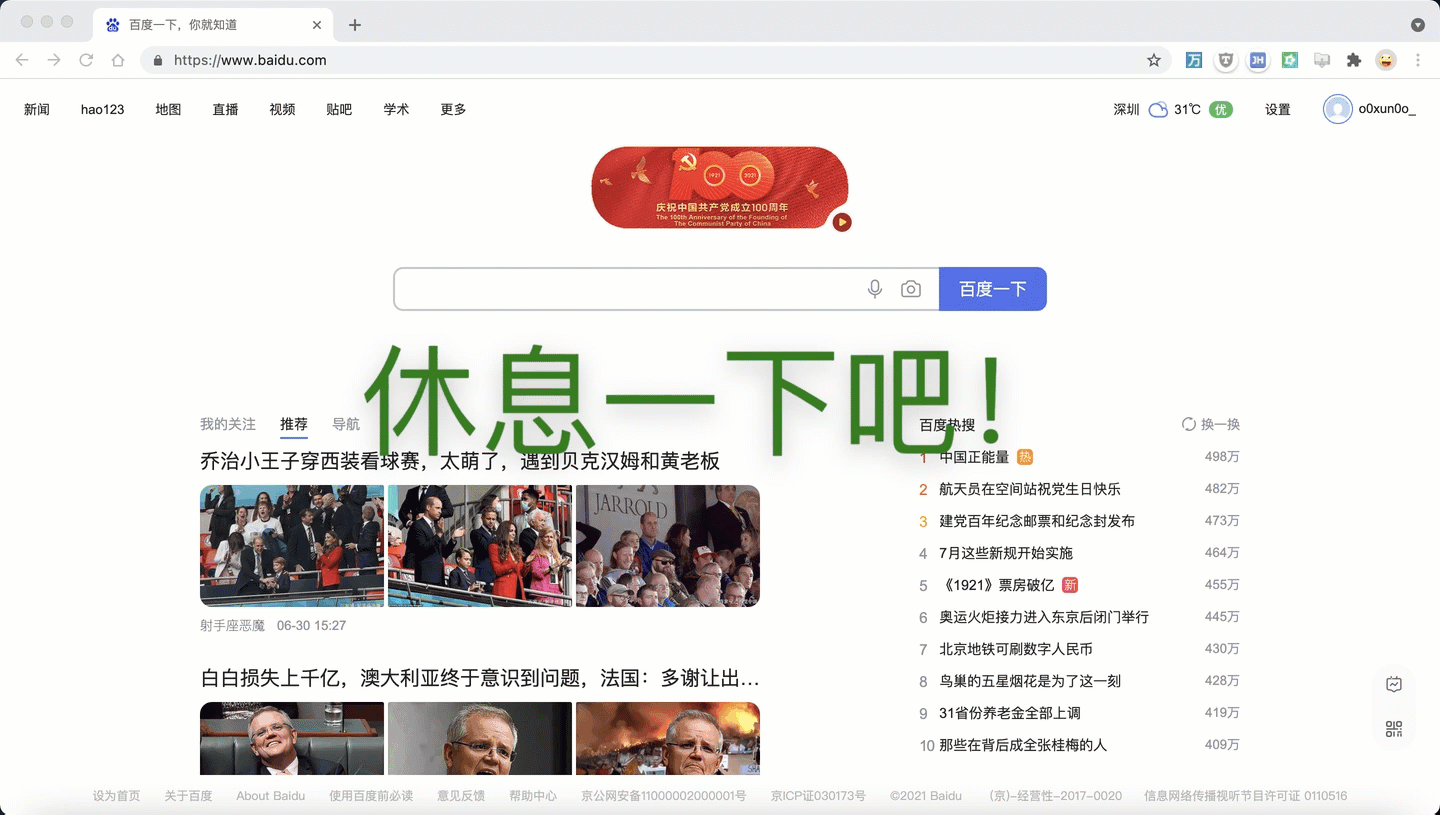 百度一下，你就知道
https://www.baidu.com
万
T
JH
新闻 hao123 地图 直播 视频 贴吧 学术 更多
深圳 31℃ 优 设置 o0xun0o_
1921 2021
庆祝中国共产党成立100周年
The 100th Anniversary of the Founding of
The Communist Party of China
百度一下
休息一下吧！
我的关注 推荐 导航
乔治小王子穿西装看球赛，太萌了，遇到贝克汉姆和黄老板
JARROLD
射手座恶魔 06-30 15:27
白白损失上千亿，澳大利亚终于意识到问题，法国：多谢让出...
百度热搜 换一换
1 中国正能量 热 498万
2 航天员在空间站祝党生日快乐 482万
3 建党百年纪念邮票和纪念封发布 473万
4 7月这些新规开始实施 464万
5 《1921》票房破亿 新 455万
6 奥运火炬接力进入东京后闭门举行 445万
7 北京地铁可刷数字人民币 430万
8 鸟巢的五星烟花是为了这一刻 428万
9 31省份养老金全部上调 419万
10 那些在背后成全张桂梅的人 409万
设为首页 关于百度 About Baidu 使用百度前必读 意见反馈 帮助中心 京公网安备11000002000001号 京ICP证030173号 ©2021 Baidu (京)-经营性-2017-0020 信息网络传播视听节目许可证 0110516